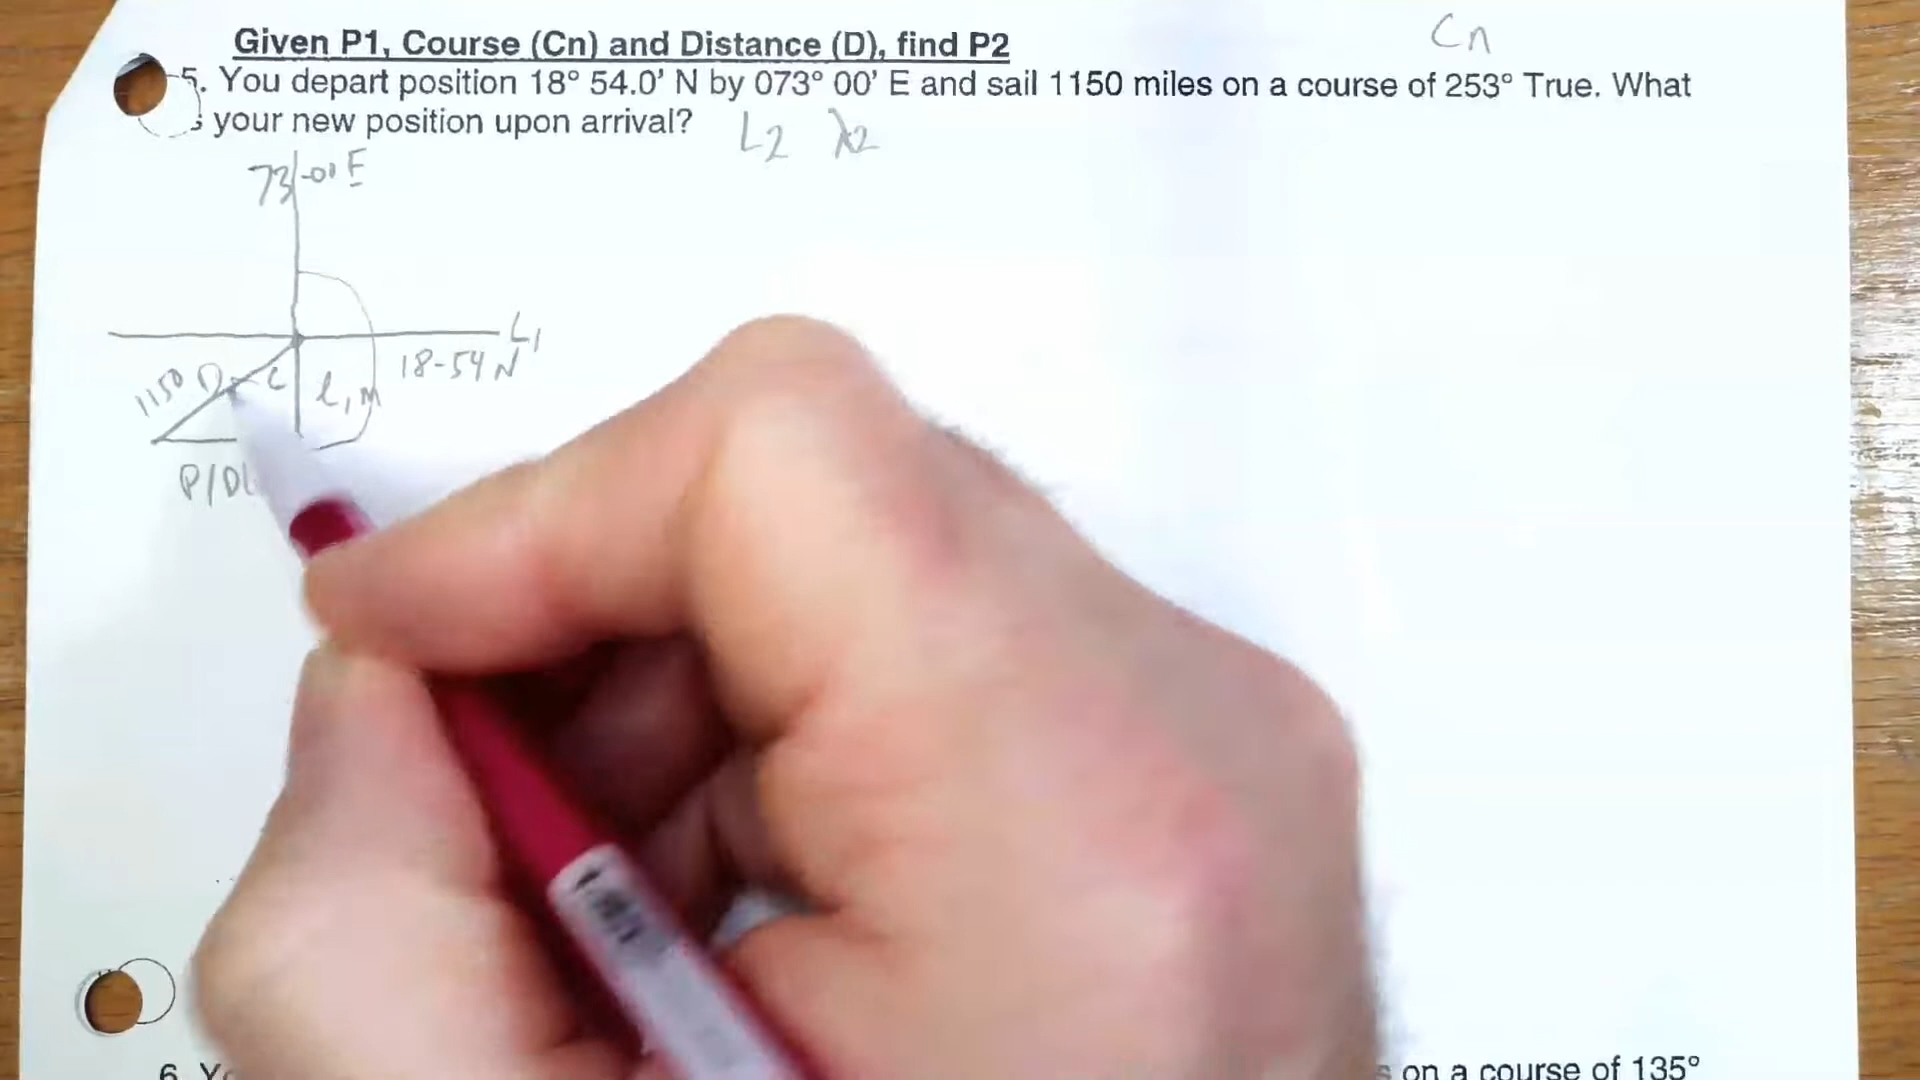 Given P1, Course (Cn) and Distance (D), find P2
Cn
5. You depart position 18° 54.0’ N by 073° 00’ E and sail 1150 miles on a course of 253° True. What
your new position upon arrival?
L2 λ2
73-00 E
L1
18-54 N
1150 D C l, M
P/DL
6
on a course of 135°